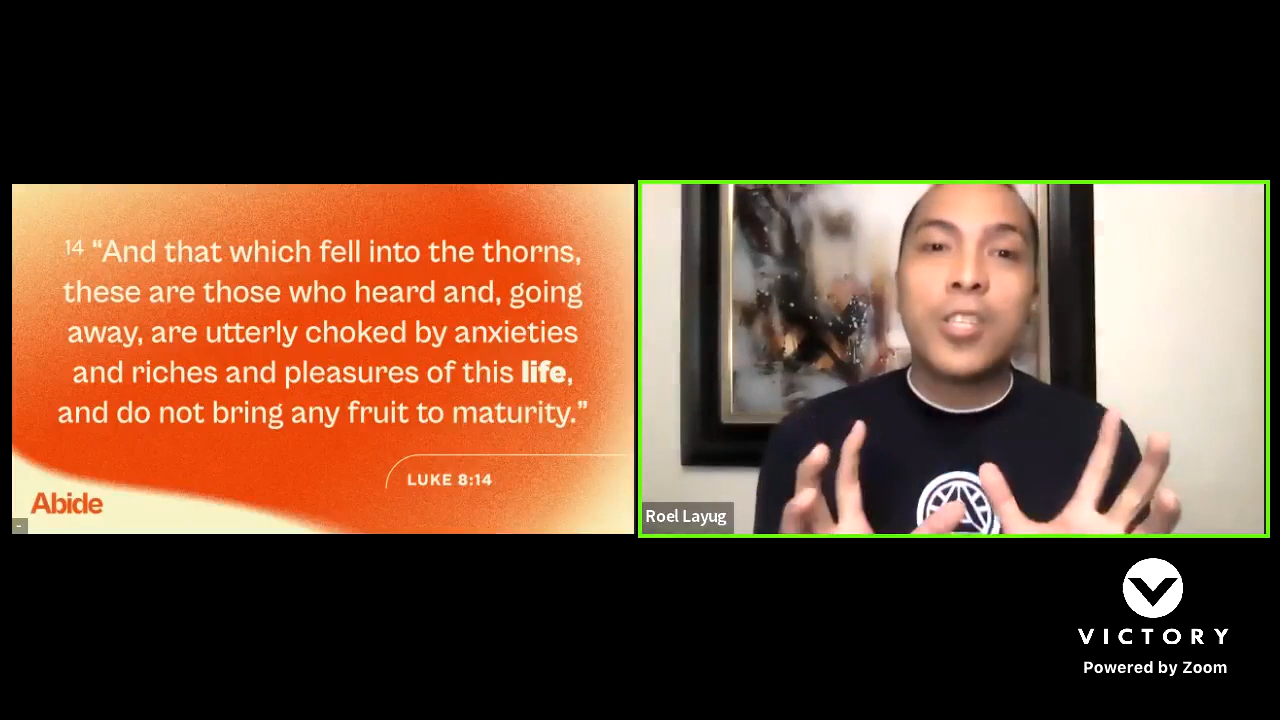 14 “And that which fell into the thorns,
these are those who heard and, going
away, are utterly choked by anxieties
and riches and pleasures of this life,
and do not bring any fruit to maturity.”
LUKE 8:14
Abide
-
Roel Layug
VICTORY
Powered by Zoom